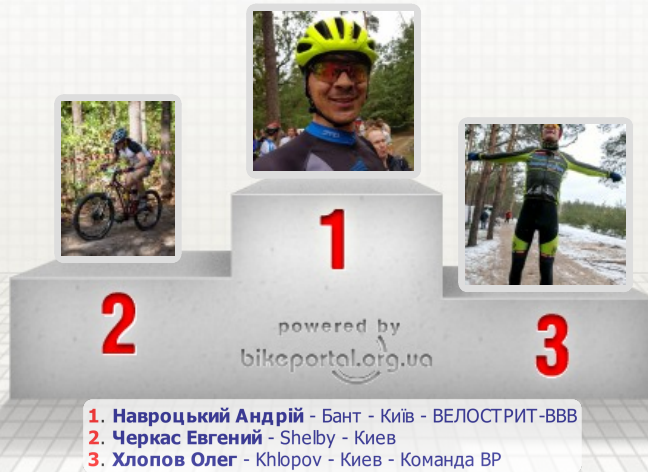 1
2
3
powered by
bikeportal.org.ua
1. Навроцький Андрій - Бант - Київ - ВЕЛОСТРИТ-ВВВ
2. Черкас Евгений - Shelby - Киев
3. Хлопов Олег - Khlopov - Киев - Команда ВР